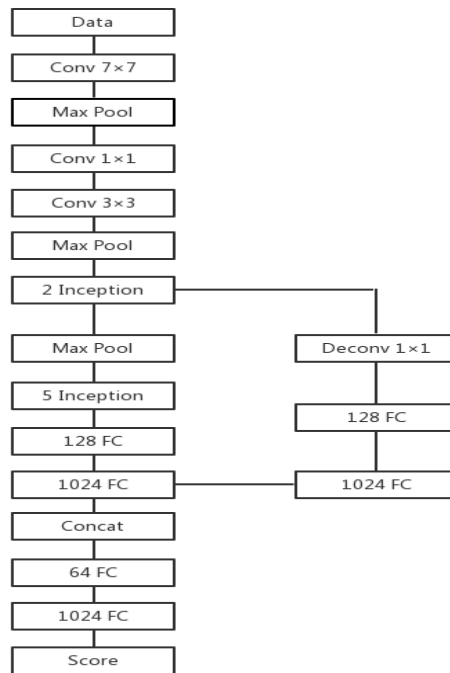 Data
Conv 7×7
Max Pool
Conv 1×1
Conv 3×3
Max Pool
2 Inception
Max Pool
Deconv 1×1
5 Inception
128 FC
128 FC
1024 FC
1024 FC
Concat
64 FC
1024 FC
Score